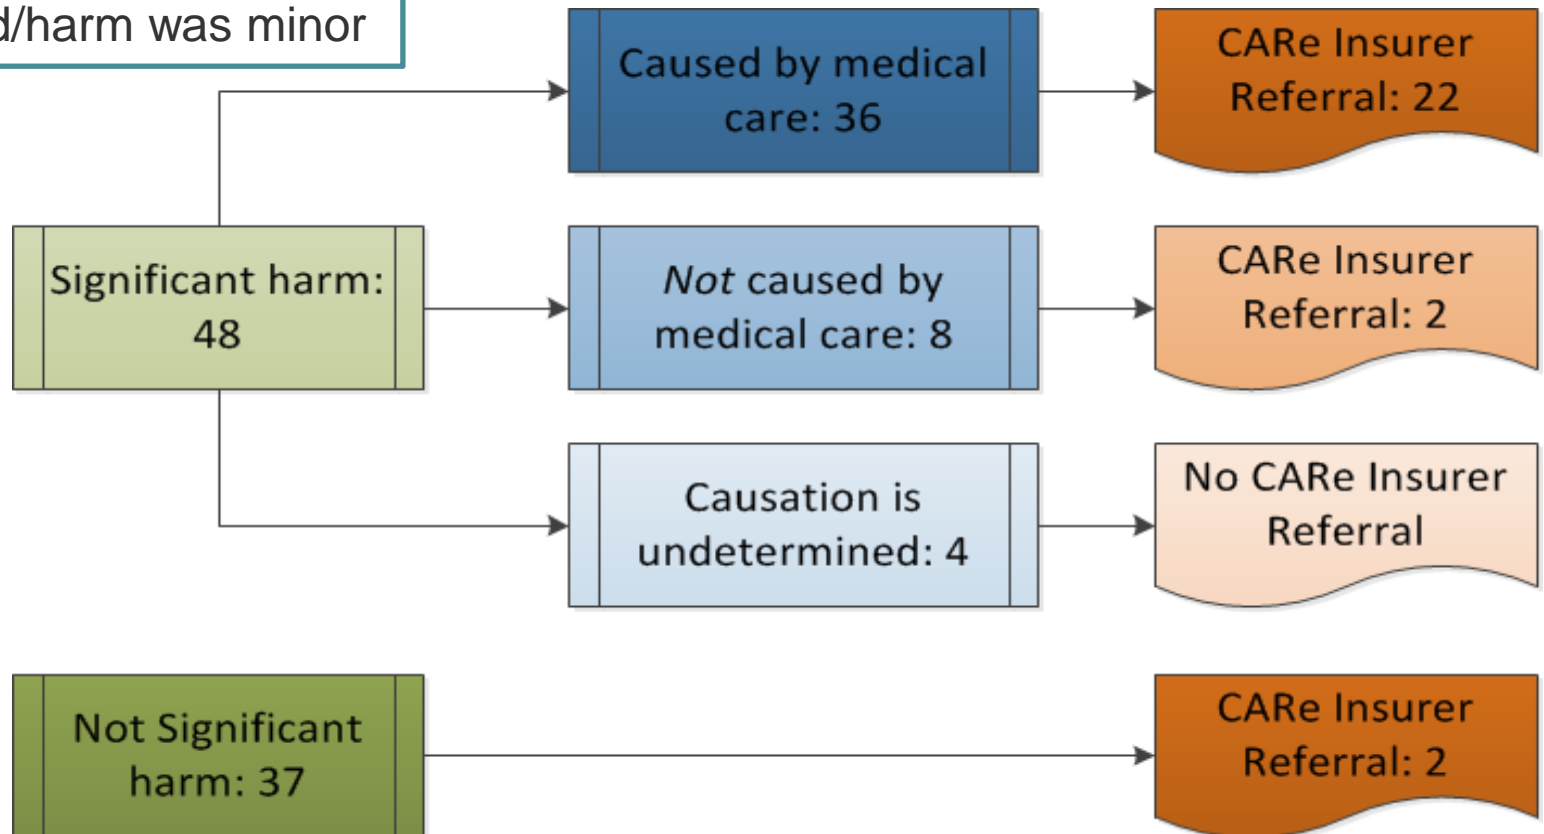 d/harm was minor
Caused by medical
care: 36
CARe Insurer
Referral: 22
Significant harm:
48
Not caused by
medical care: 8
CARe Insurer
Referral: 2
Causation is
undetermined: 4
No CARe Insurer
Referral
Not Significant
harm: 37
CARe Insurer
Referral: 2